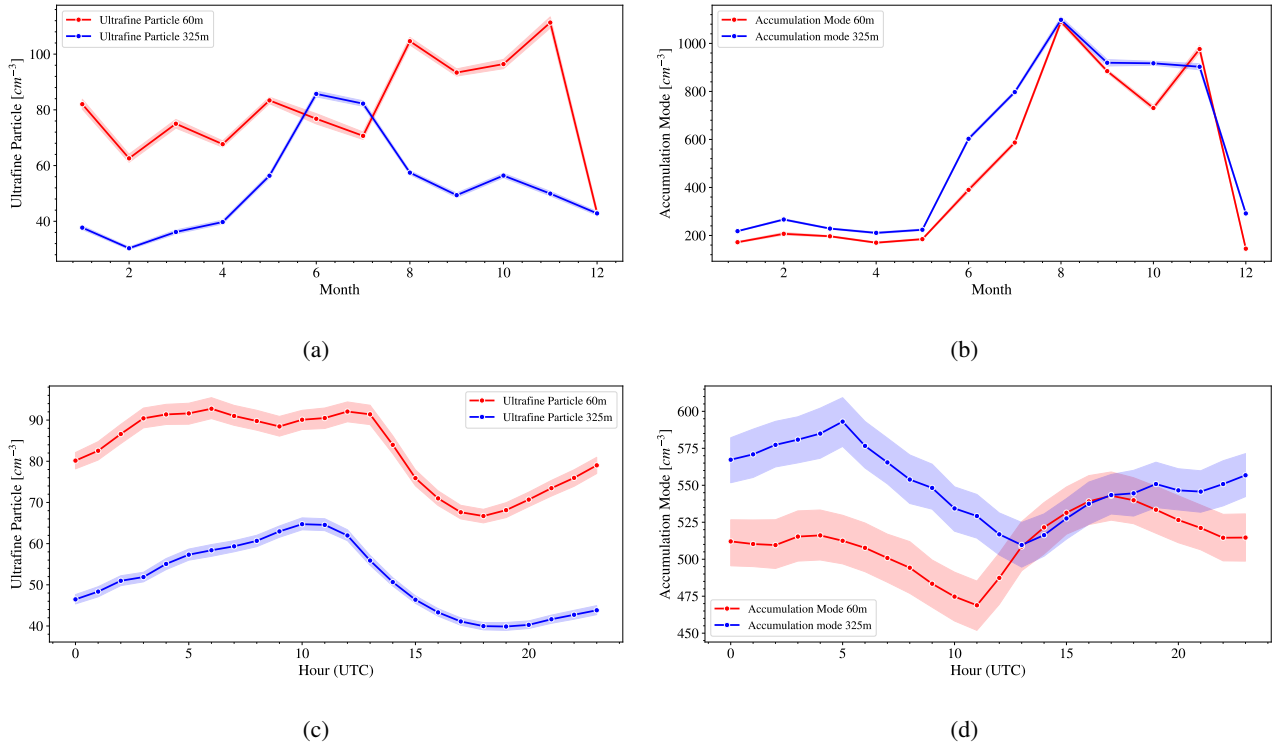 Ultrafine Particle [cm⁻³]
100
80
60
40
Ultrafine Particle 60m
Ultrafine Particle 325m
2 4 6 8 10 12
Month
(a)
Accumulation Mode [cm⁻³]
1000
800
600
400
200
Accumulation Mode 60m
Accumulation mode 325m
2 4 6 8 10 12
Month
(b)
Ultrafine Particle [cm⁻³]
90
80
70
60
50
40
Ultrafine Particle 60m
Ultrafine Particle 325m
0 5 10 15 20
Hour (UTC)
(c)
Accumulation Mode [cm⁻³]
600
575
550
525
500
475
450
Accumulation Mode 60m
Accumulation mode 325m
0 5 10 15 20
Hour (UTC)
(d)